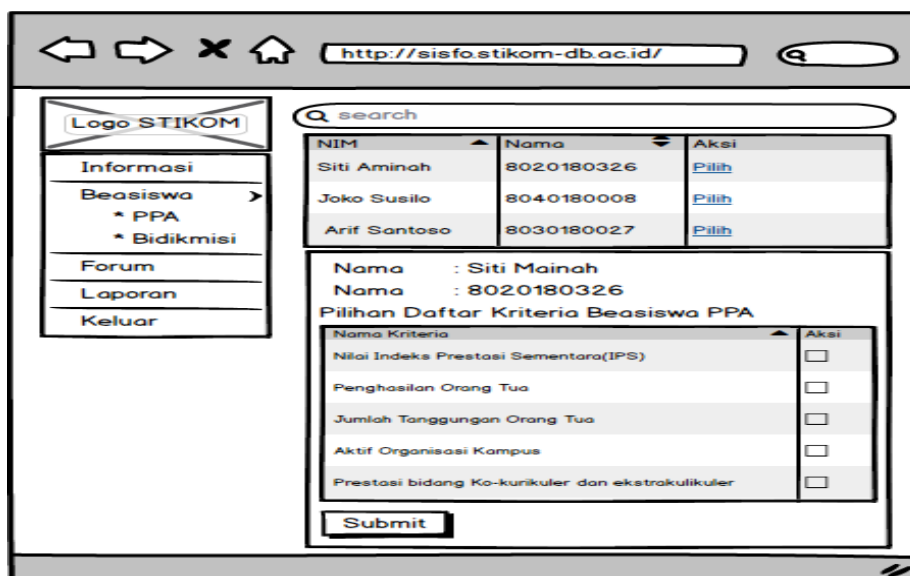 http://sisfo.stikom-db.ac.id/
Logo STIKOM
Informasi
Beasiswa
* PPA
* Bidikmisi
Forum
Laporan
Keluar
search
NIM Nama Aksi
Siti Aminah 8020180326 Pilih
Joko Susilo 8040180008 Pilih
Arif Santoso 8030180027 Pilih
Nama : Siti Mainah
Nama : 8020180326
Pilihan Daftar Kriteria Beasiswa PPA
Nama Kriteria Aksi
Nilai Indeks Prestasi Sementara(IPS)
Penghasilan Orang Tua
Jumlah Tanggungan Orang Tua
Aktif Organisasi Kampus
Prestasi bidang Ko-kurikuler dan ekstrakulikuler
Submit